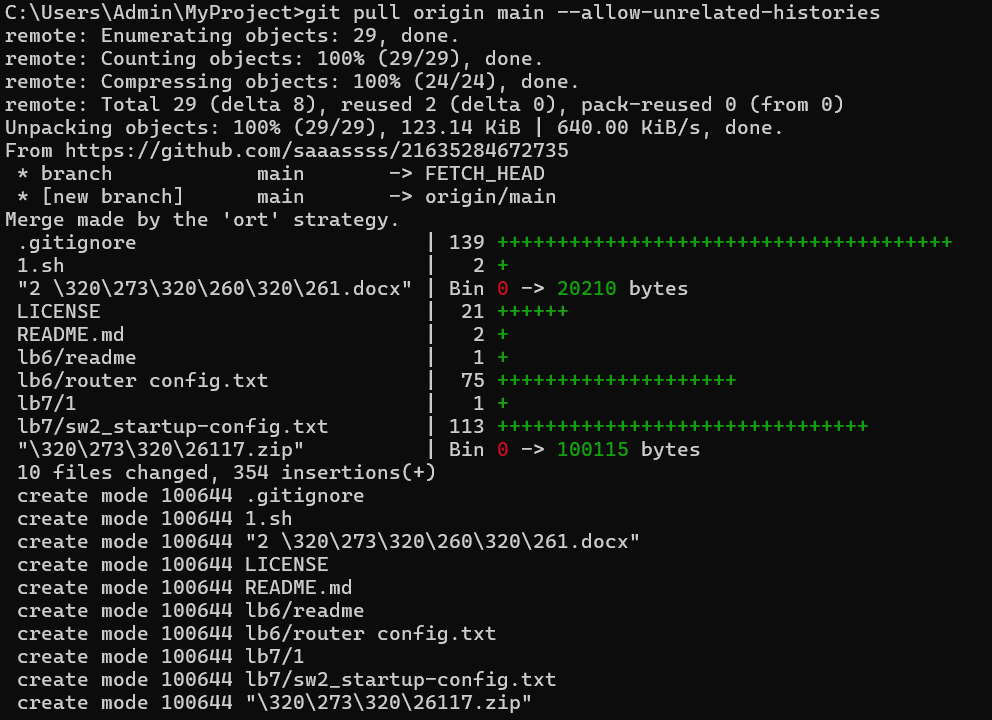 C:\Users\Admin\MyProject>git pull origin main --allow-unrelated-histories
remote: Enumerating objects: 29, done.
remote: Counting objects: 100% (29/29), done.
remote: Compressing objects: 100% (24/24), done.
remote: Total 29 (delta 8), reused 2 (delta 0), pack-reused 0 (from 0)
Unpacking objects: 100% (29/29), 123.14 KiB | 640.00 KiB/s, done.
From https://github.com/saaassss/21635284672735
 * branch            main       -> FETCH_HEAD
 * [new branch]      main       -> origin/main
Merge made by the 'ort' strategy.
 .gitignore                        | 139 ++++++++++++++++++++++++++++++++++++++
 1.sh                              |   2 +
 "2 \320\273\320\260\320\261.docx" | Bin 0 -> 20210 bytes
 LICENSE                           |  21 ++++++
 README.md                         |   2 +
 lb6/readme                        |   1 +
 lb6/router config.txt             |  75 ++++++++++++++++++++
 lb7/1                             |   1 +
 lb7/sw2_startup-config.txt        | 113 +++++++++++++++++++++++++++++++
 "\320\273\320\26117.zip"          | Bin 0 -> 100115 bytes
 10 files changed, 354 insertions(+)
 create mode 100644 .gitignore
 create mode 100644 1.sh
 create mode 100644 "2 \320\273\320\260\320\261.docx"
 create mode 100644 LICENSE
 create mode 100644 README.md
 create mode 100644 lb6/readme
 create mode 100644 lb6/router config.txt
 create mode 100644 lb7/1
 create mode 100644 lb7/sw2_startup-config.txt
 create mode 100644 "\320\273\320\26117.zip"